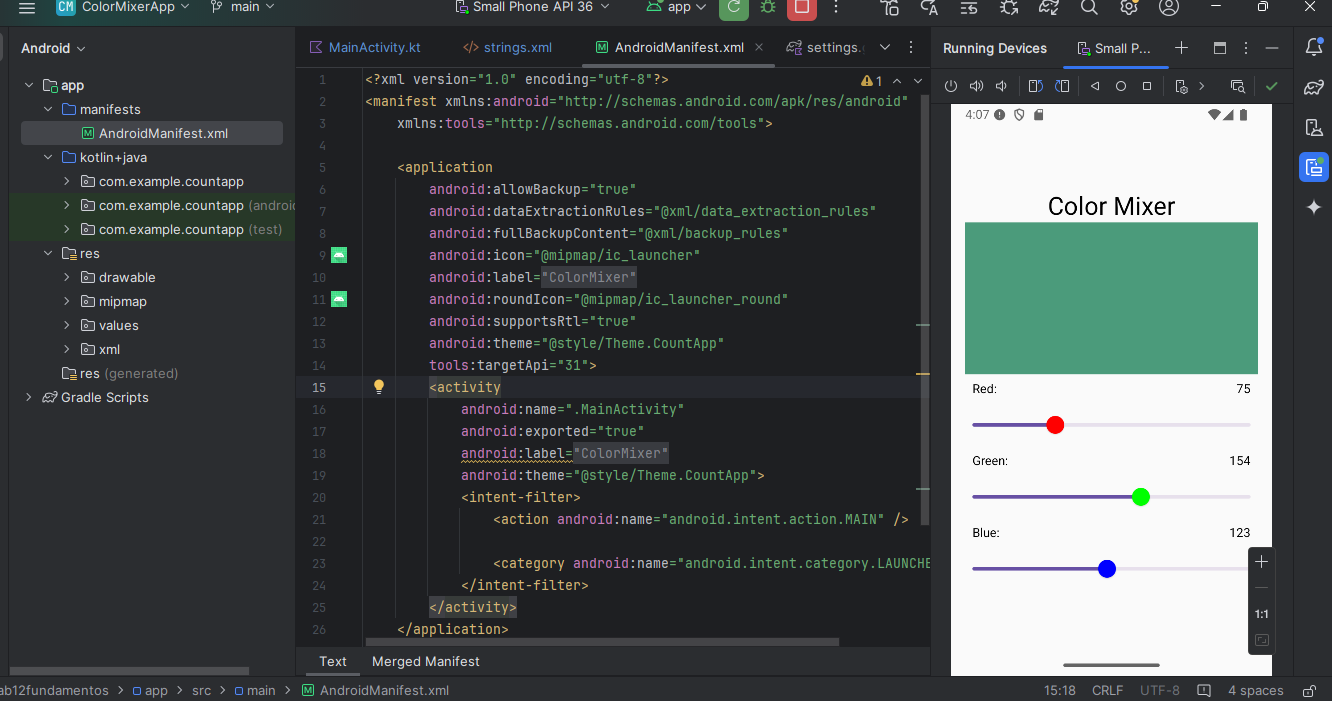 CM ColorMixerApp main Small Phone API 36 app
Android
app
manifests
AndroidManifest.xml
kotlin+java
com.example.countapp
com.example.countapp
com.example.countapp (test)
res
drawable
mipmap
values
xml
res (generated)
Gradle Scripts
MainActivity.kt strings.xml AndroidManifest.xml settings.
1 <?xml version="1.0" encoding="utf-8"?> 1
2 <manifest xmlns:android="http://schemas.android.com/apk/res/android"
3 xmlns:tools="http://schemas.android.com/tools">
4
5 <application
6 android:allowBackup="true"
7 android:dataExtractionRules="@xml/data_extraction_rules"
8 android:fullBackupContent="@xml/backup_rules"
9 android:icon="@mipmap/ic_launcher"
10 android:label="ColorMixer"
11 android:roundIcon="@mipmap/ic_launcher_round"
12 android:supportsRtl="true"
13 android:theme="@style/Theme.CountApp"
14 tools:targetApi="31">
15 <activity
16 android:name=".MainActivity"
17 android:exported="true"
18 android:label="ColorMixer"
19 android:theme="@style/Theme.CountApp">
20 <intent-filter>
21 <action android:name="android.intent.action.MAIN" />
22
23 <category android:name="android.intent.category.LAUNCHE
24 </intent-filter>
25 </activity>
26 </application>
Text Merged Manifest
Running Devices Small P...
4:07
Color Mixer
Red: 75
Green: 154
Blue: 123
1:1
ab12fundamentos app src main AndroidManifest.xml
15:18 CRLF UTF-8 4 spaces